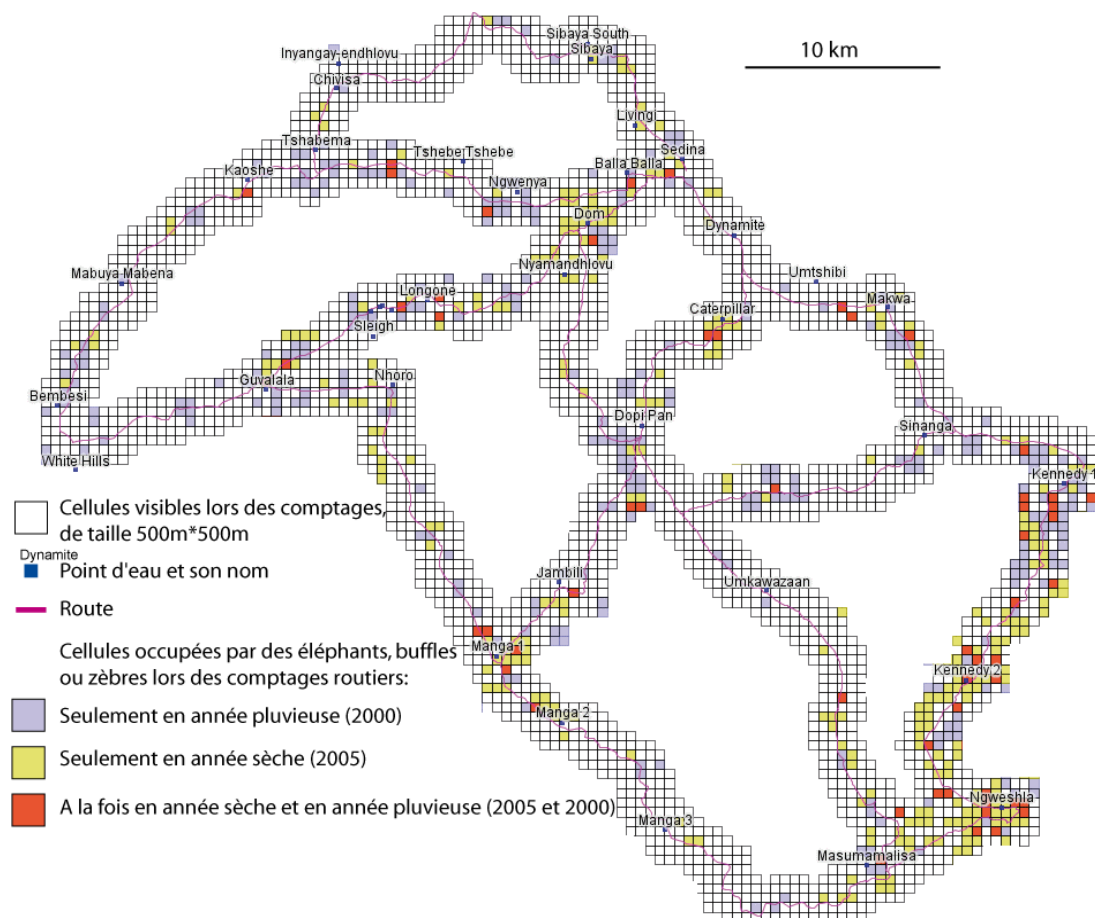 Sibaya South
Sibaya
10 km
Inyangay endhlovu
Chivisa
Livingi
Tshabema
Tshebe Tshebe
Sedina
Balla Balla
Kaoshe
Ngwenya
Dom
Dynamite
Mabuya Mabena
Nyamandhlovu
Umtshibi
Longone
Makwa
Caterpillar
Sleigh
Nhoro
Guvalala
Bembesi
Dopi Pan
Sinanga
White Hills
Kennedy 1
Cellules visibles lors des comptages,
de taille 500m*500m
Dynamite
Point d'eau et son nom
Jambili
Umkawazaan
Route
Manga 1
Cellules occupées par des éléphants, buffles
ou zèbres lors des comptages routiers:
Kennedy 2
Seulement en année pluvieuse (2000)
Manga 2
Seulement en année sèche (2005)
Ngweshla
A la fois en année sèche et en année pluvieuse (2005 et 2000)
Manga 3
Masumamalisa